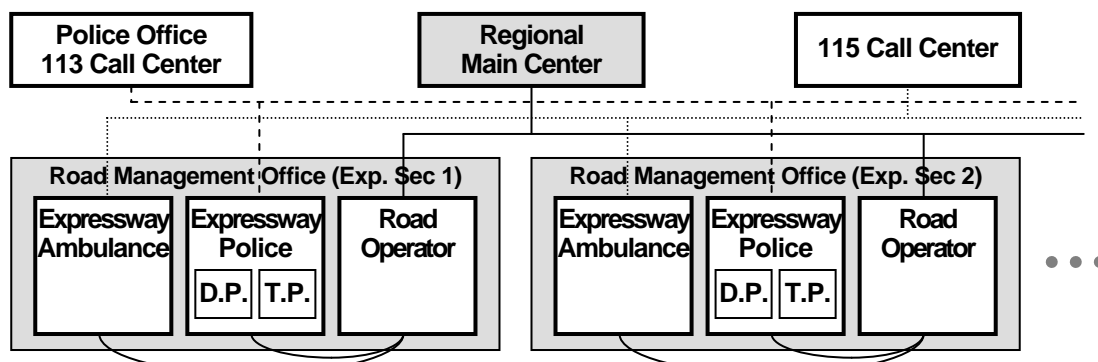 Police Office
113 Call Center
Regional
Main Center
115 Call Center
Road Management Office (Exp. Sec 1)
Expressway
Ambulance
Expressway
Police
D.P. T.P.
Road
Operator
Road Management Office (Exp. Sec 2)
Expressway
Ambulance
Expressway
Police
D.P. T.P.
Road
Operator